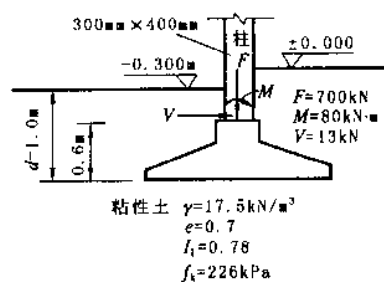 300mm×400mm
柱
F
±0.000
-0.300m
M
V
F=700kN
M=80kN·m
V=13kN
d=1.0m
0.6m
粘性土 γ=17.5kN/m³
e=0.7
I₁=0.78
fₖ=226kPa